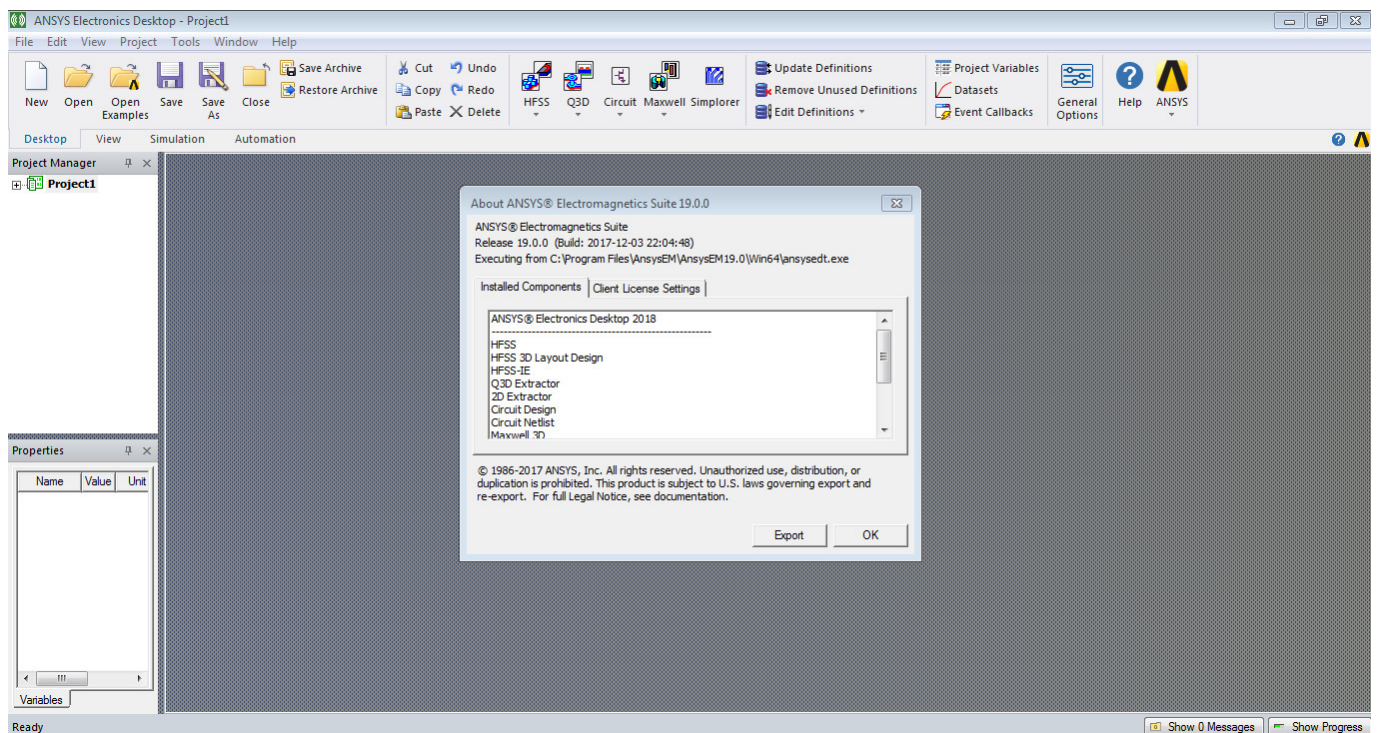 ANSYS Electronics Desktop - Project1
File Edit View Project Tools Window Help
New
Open
Open Examples
Save
Save As
Close
Save Archive
Restore Archive
Cut
Copy
Paste
Undo
Redo
Delete
HFSS
Q3D
Circuit
Maxwell
Simplorer
Update Definitions
Remove Unused Definitions
Edit Definitions
Project Variables
Datasets
Event Callbacks
General Options
Help
ANSYS
Desktop View Simulation Automation
Project Manager
Project1
About ANSYS® Electromagnetics Suite 19.0.0
ANSYS® Electromagnetics Suite
Release 19.0.0 (Build: 2017-12-03 22:04:48)
Executing from C:\Program Files\AnsysEM\AnsysEM19.0\Win64\ansysedt.exe
Installed Components Client License Settings
ANSYS® Electronics Desktop 2018
--------------------------------------------------------
HFSS
HFSS 3D Layout Design
HFSS-IE
Q3D Extractor
2D Extractor
Circuit Design
Circuit Netlist
Maxwell 3D
© 1986-2017 ANSYS, Inc. All rights reserved. Unauthorized use, distribution, or
duplication is prohibited. This product is subject to U.S. laws governing export and
re-export. For full Legal Notice, see documentation.
Export OK
Properties
Name Value Unit
Variables
Ready
Show 0 Messages Show Progress